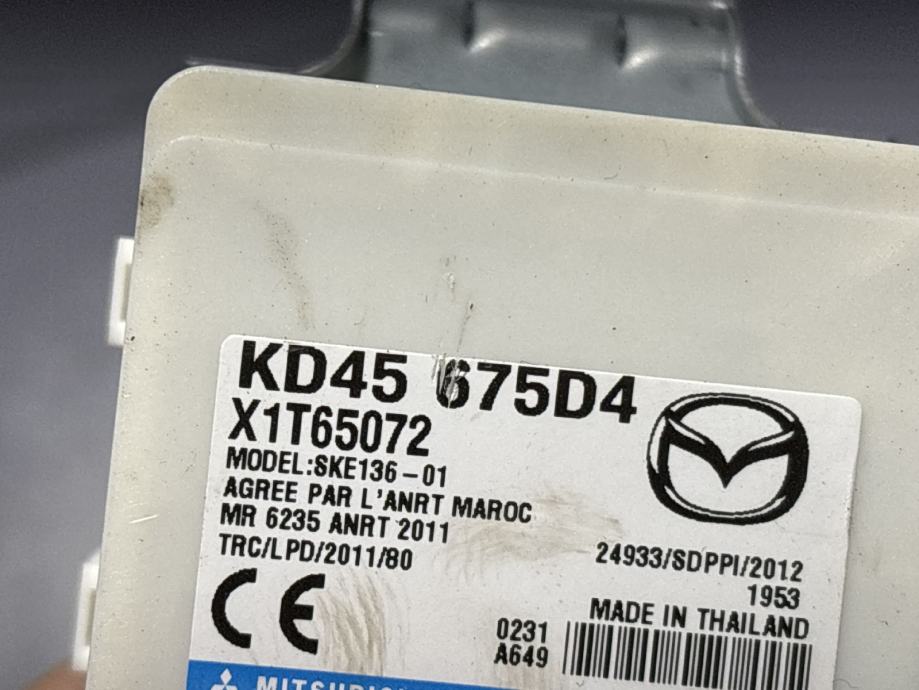 KD45 675D4
X1T65072
MODEL:SKE136-01
AGREE PAR L'ANRT MAROC
MR 6235 ANRT 2011
TRC/LPD/2011/80
24933/SDPPI/2012
1953
MADE IN THAILAND
CE
0231
A649